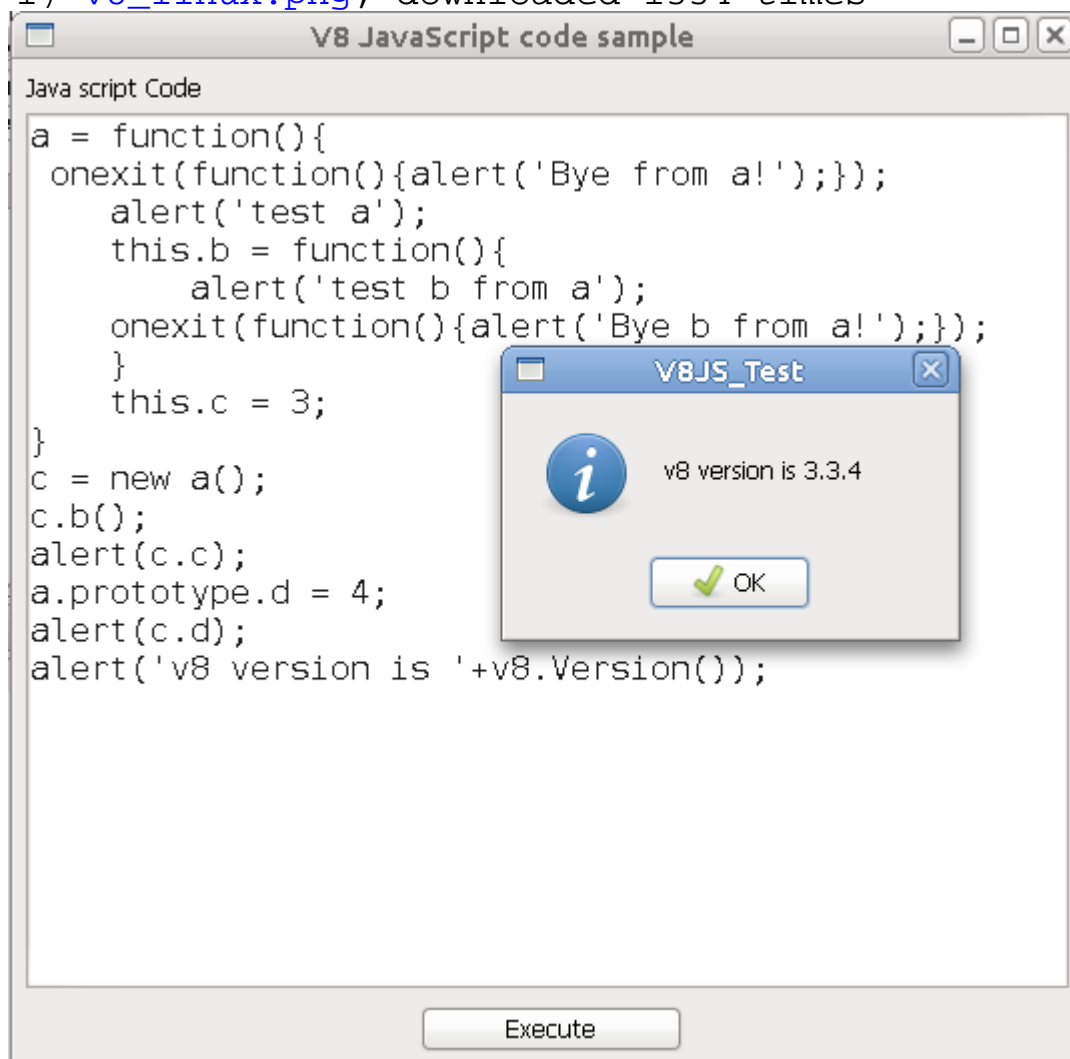 V8 JavaScript code sample
Java script Code
a = function(){
 onexit(function(){alert('Bye from a!');});
    alert('test a');
    this.b = function(){
        alert('test b from a');
    onexit(function(){alert('Bye b from a!');});
    }
    this.c = 3;
}
c = new a();
c.b();
alert(c.c);
a.prototype.d = 4;
alert(c.d);
alert('v8 version is '+v8.Version());
V8JS_Test
v8 version is 3.3.4
OK
Execute